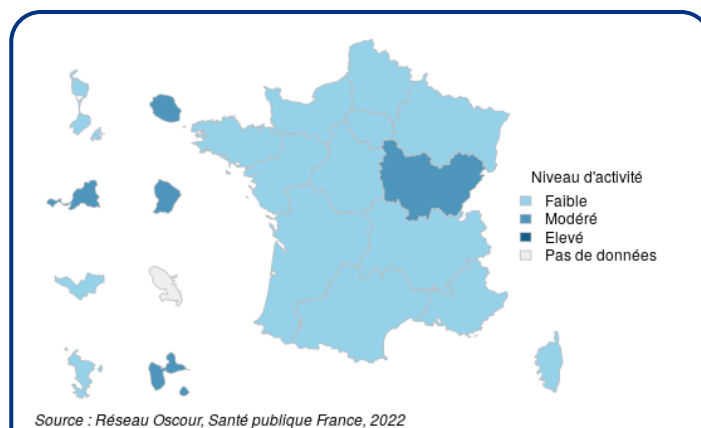 Niveau d'activité
Faible
Modéré
Elevé
Pas de données
Source : Réseau Oscour, Santé publique France, 2022